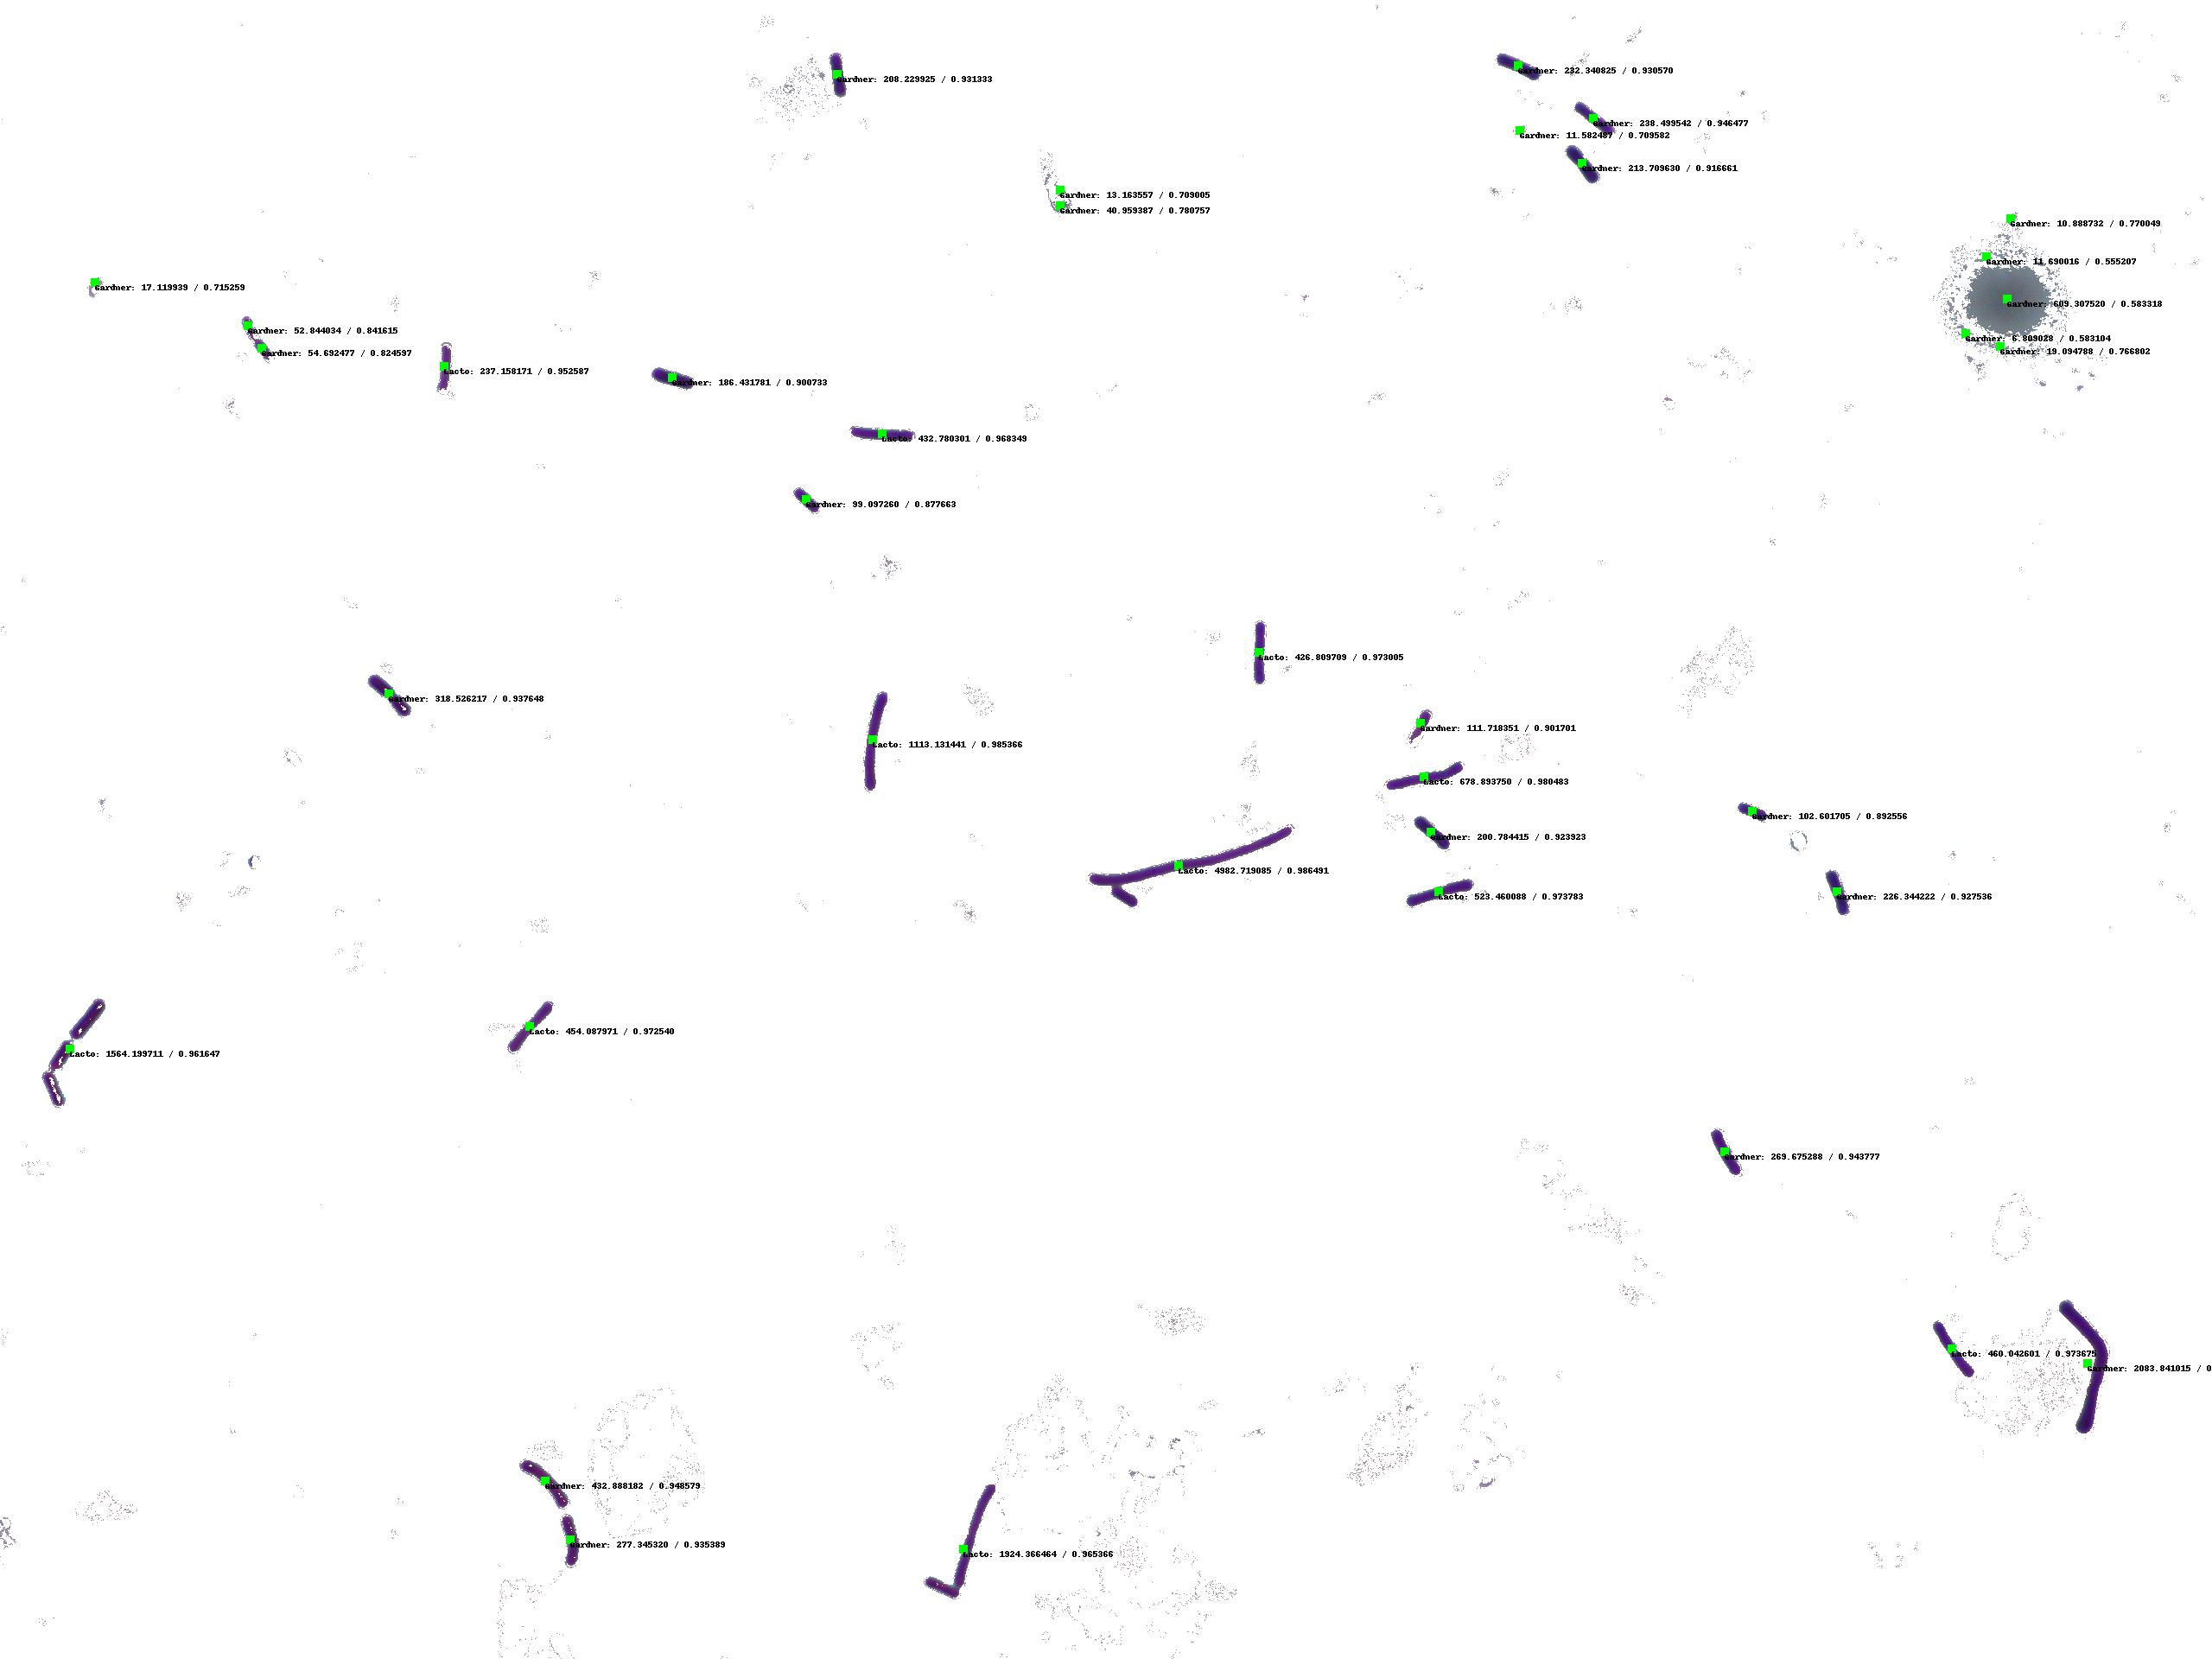 Gardner: 232.340825 / 0.930570
Gardner: 208.229925 / 0.931333
Gardner: 238.499542 / 0.946477
Gardner: 11.582487 / 0.709582
Gardner: 213.709630 / 0.916661
Gardner: 13.163557 / 0.709005
Gardner: 40.959387 / 0.780757
Gardner: 10.888732 / 0.770049
Gardner: 11.690016 / 0.555207
Gardner: 17.119939 / 0.715259
Gardner: 609.307520 / 0.583318
Gardner: 52.844034 / 0.841615
Gardner: 6.809028 / 0.583104
Gardner: 54.692477 / 0.824597
Gardner: 19.094788 / 0.766802
Lacto: 237.158171 / 0.952587
Gardner: 186.431781 / 0.900733
Lacto: 432.780301 / 0.968349
Gardner: 99.097260 / 0.877663
Lacto: 426.809709 / 0.973005
Gardner: 318.526217 / 0.937648
Gardner: 111.718351 / 0.901701
Lacto: 1113.131441 / 0.985366
Lacto: 678.893750 / 0.980483
Gardner: 102.601705 / 0.892556
Gardner: 200.784415 / 0.923923
Lacto: 4982.719085 / 0.986491
Lacto: 523.460088 / 0.973783
Gardner: 226.344222 / 0.927536
Lacto: 454.087971 / 0.972540
Lacto: 1564.199711 / 0.961647
Gardner: 269.675288 / 0.943777
Lacto: 460.042601 / 0.973675
Gardner: 2083.841015 / 0
Gardner: 432.888182 / 0.948579
Gardner: 277.345320 / 0.935389
Lacto: 1924.366464 / 0.965366